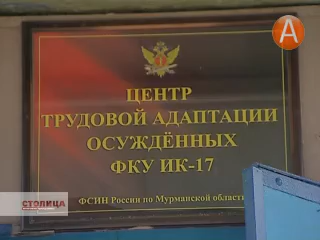 А
ЦЕНТР
ТРУДОВОЙ АДАПТАЦИИ
ОСУЖДЁННЫХ
ФКУ ИК-17
ФСИН России по Мурманской области
СТОЛИЦА